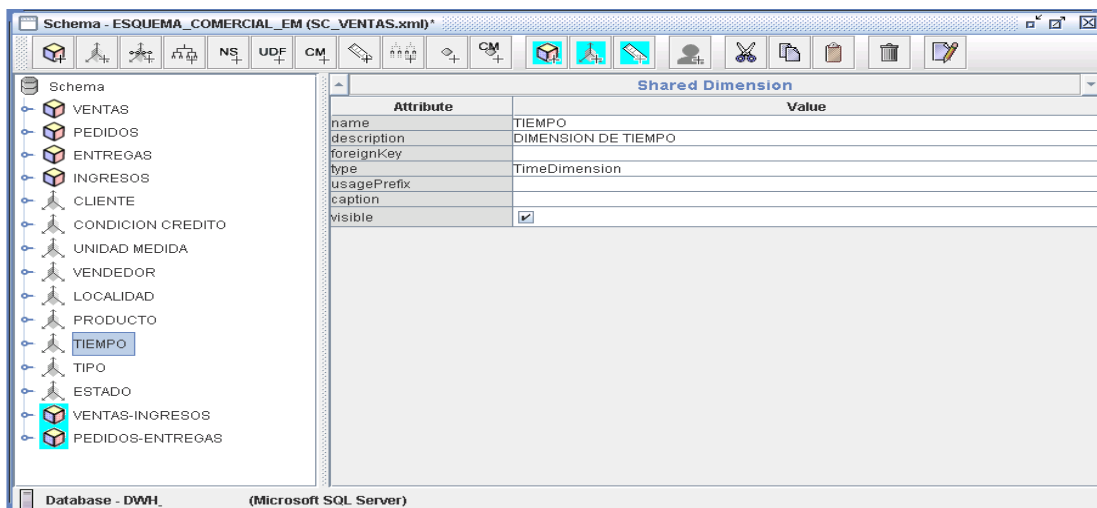 Schema - ESQUEMA_COMERCIAL_EM (SC_VENTAS.xml)*
NS UDF CM CM
Schema
VENTAS
PEDIDOS
ENTREGAS
INGRESOS
CLIENTE
CONDICION CREDITO
UNIDAD MEDIDA
VENDEDOR
LOCALIDAD
PRODUCTO
TIEMPO
TIPO
ESTADO
VENTAS-INGRESOS
PEDIDOS-ENTREGAS
Shared Dimension
Attribute Value
name TIEMPO
description DIMENSION DE TIEMPO
foreignKey
type TimeDimension
usagePrefix
caption
visible
Database - DWH_ (Microsoft SQL Server)